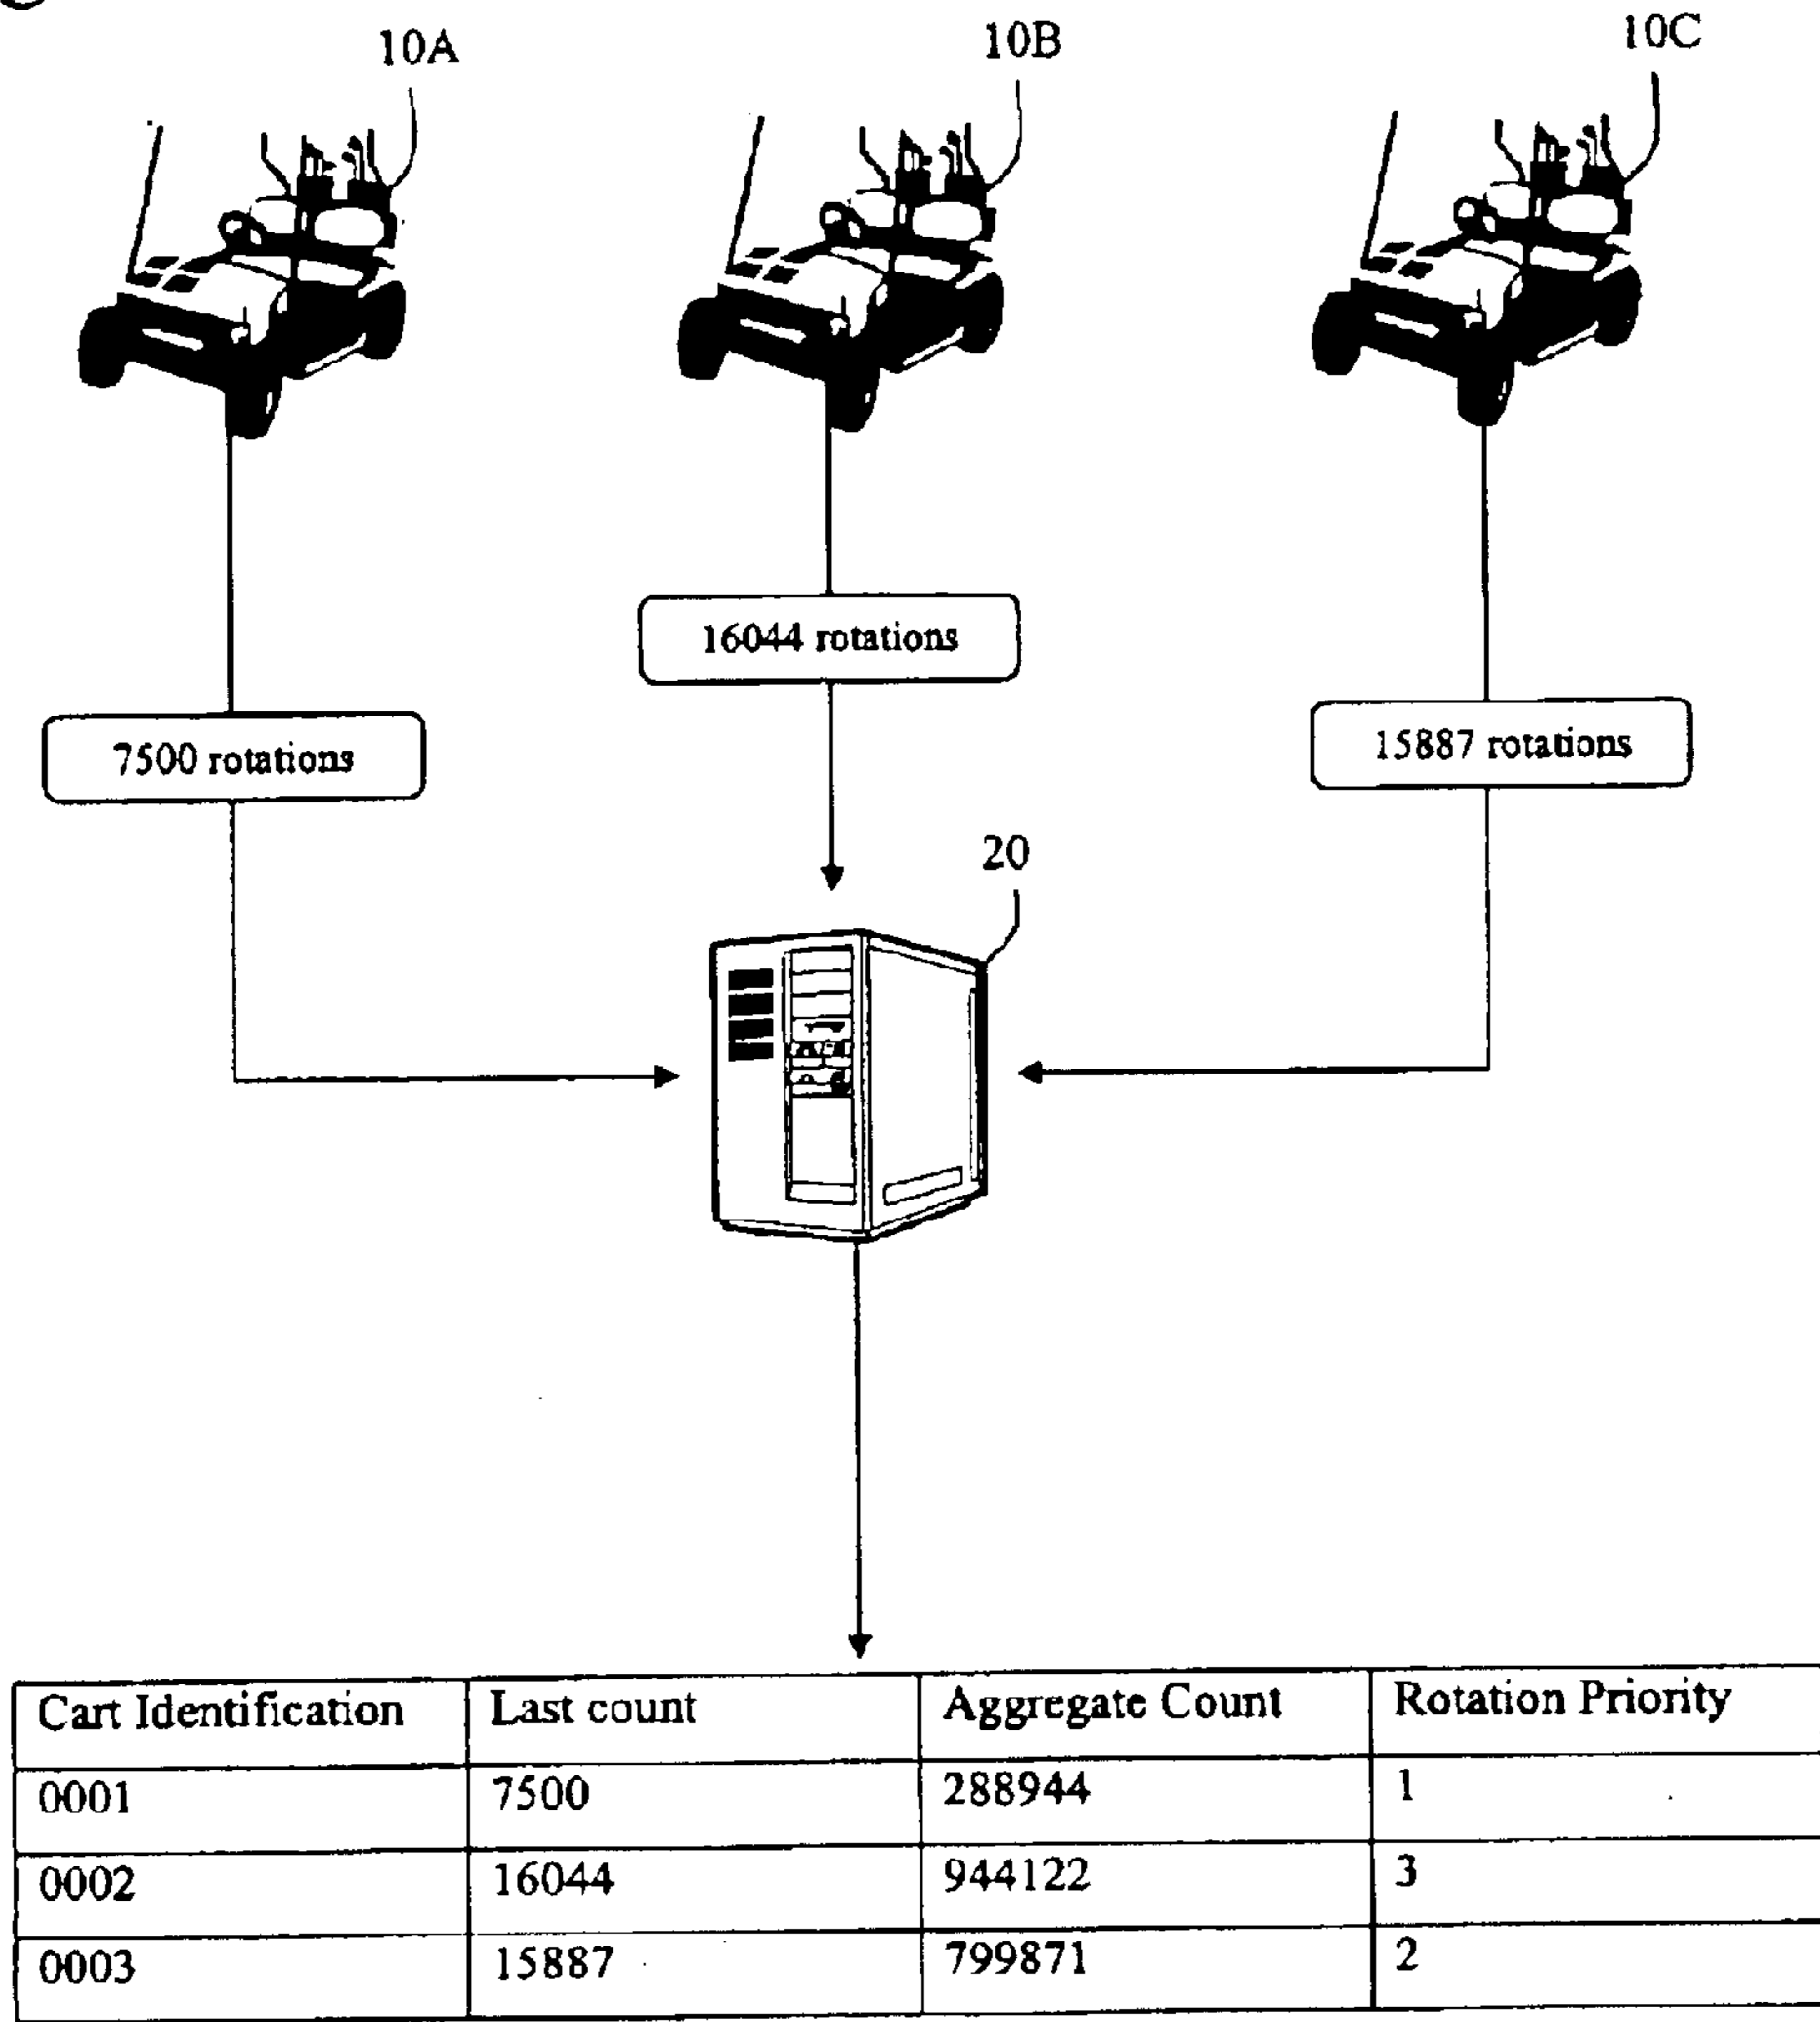 10A 10B 10C
16044 rotations
7500 rotations 15887 rotations
20
Cart Identification Last count Aggregate Count Rotation Priority
0001 7500 288944 1
0002 16044 944122 3
0003 15887 799871 2